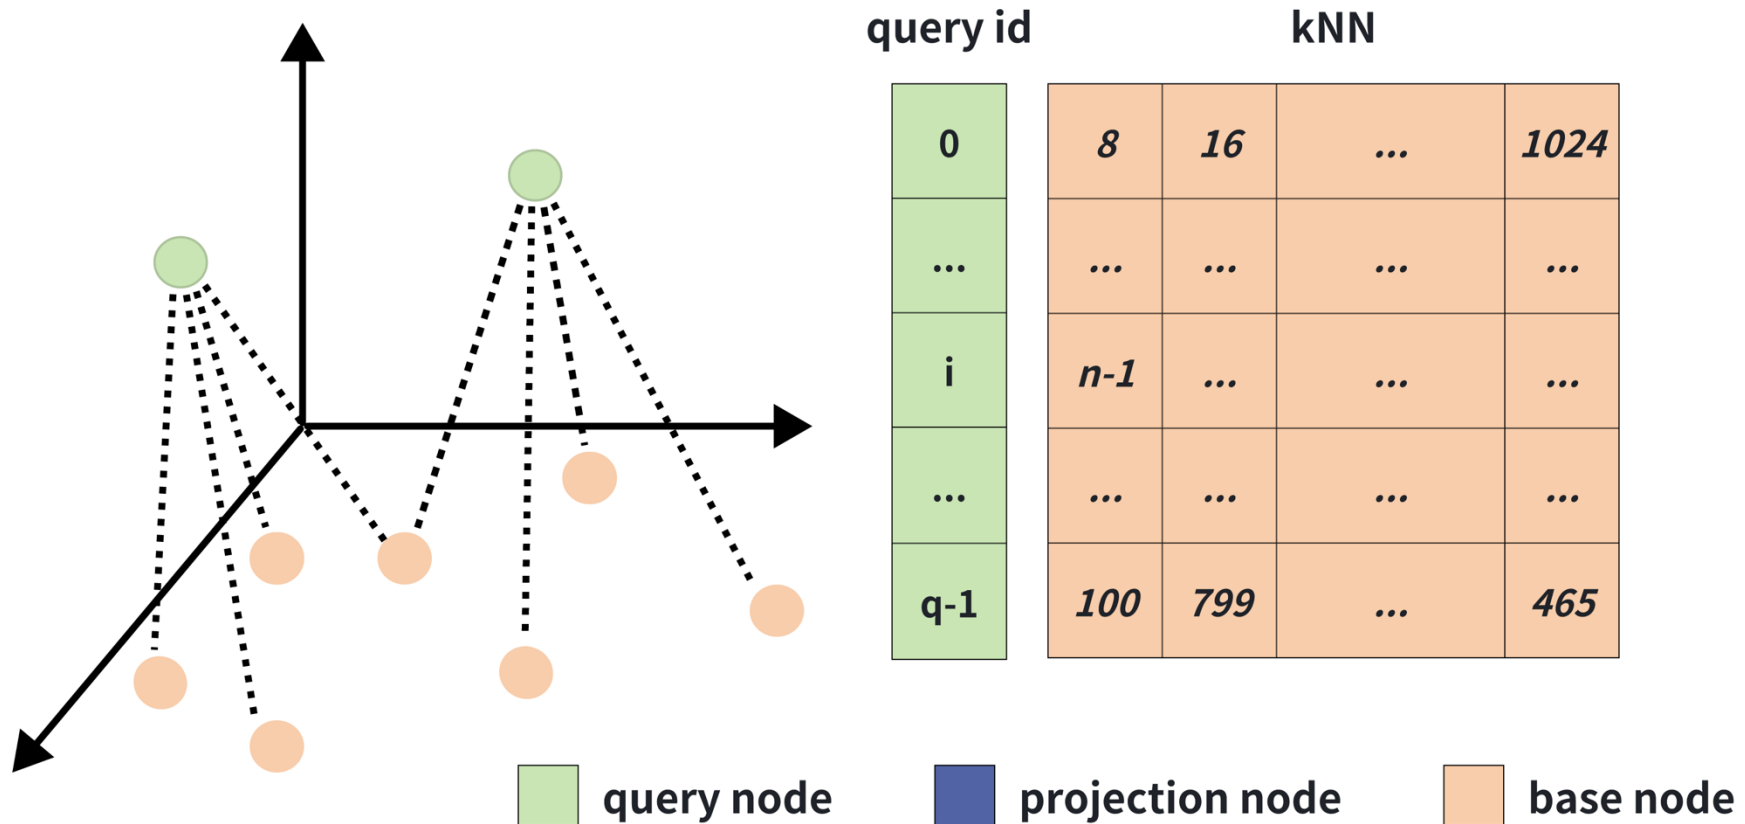 query id kNN
0 8 16 ... 1024
... ... ... ... ...
i n-1 ... ... ...
... ... ... ... ...
q-1 100 799 ... 465
query node projection node base node